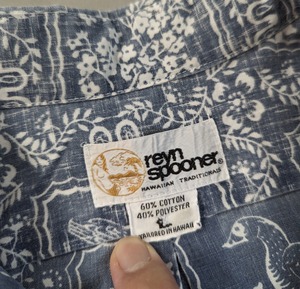 reyn
spooner®
HAWAIIAN TRADITIONALS
60% COTTON
40% POLYESTER
L
TAILORED IN HAWAII